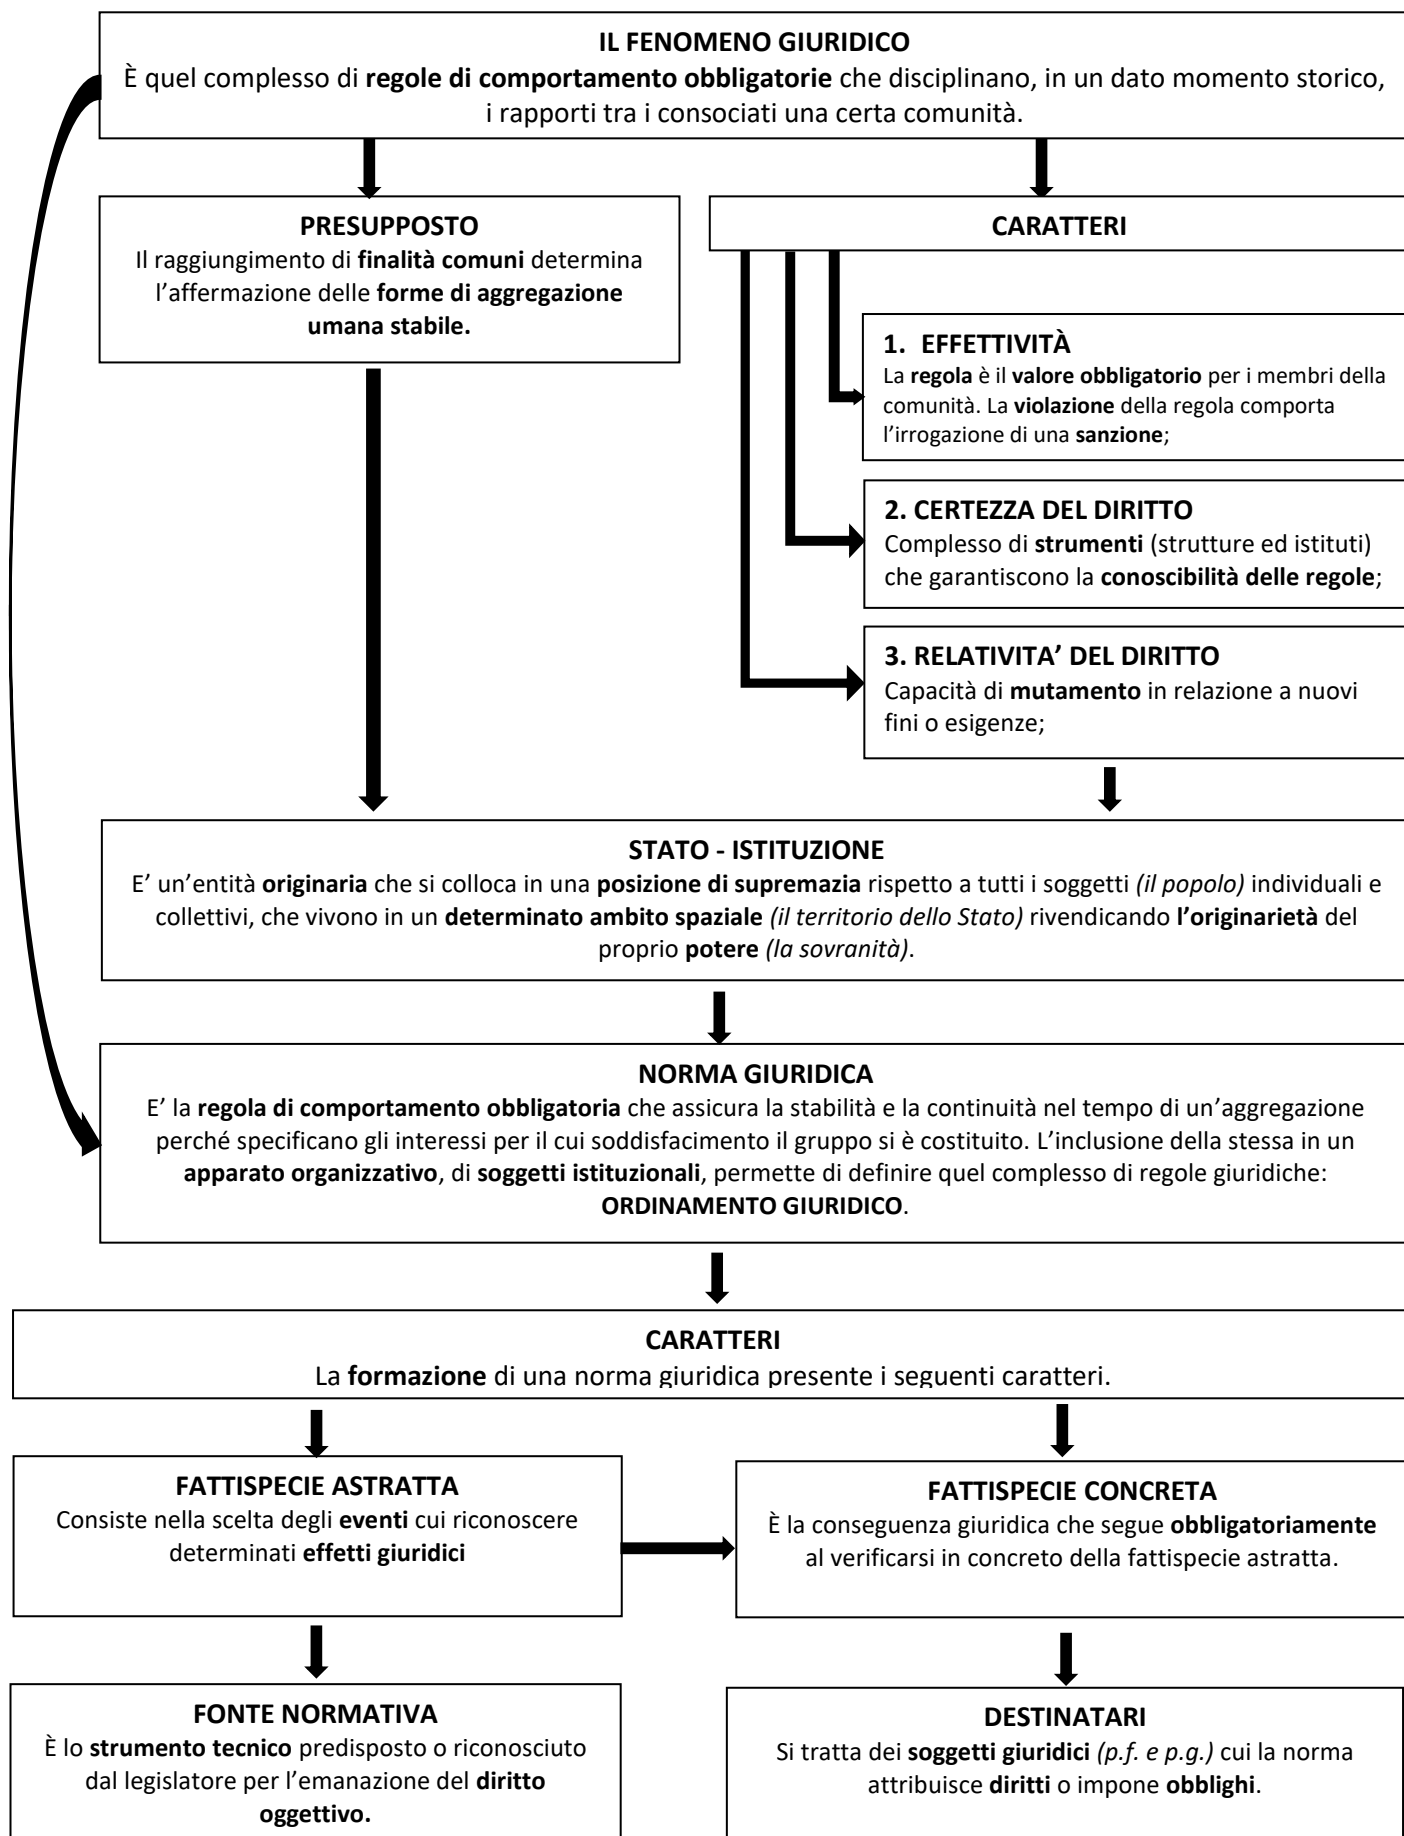 IL FENOMENO GIURIDICO
È quel complesso di regole di comportamento obbligatorie che disciplinano, in un dato momento storico,
i rapporti tra i consociati una certa comunità.
PRESUPPOSTO
Il raggiungimento di finalità comuni determina
l’affermazione delle forme di aggregazione
umana stabile.
CARATTERI
1. EFFETTIVITÀ
La regola è il valore obbligatorio per i membri della
comunità. La violazione della regola comporta
l’irrogazione di una sanzione;
2. CERTEZZA DEL DIRITTO
Complesso di strumenti (strutture ed istituti)
che garantiscono la conoscibilità delle regole;
3. RELATIVITA’ DEL DIRITTO
Capacità di mutamento in relazione a nuovi
fini o esigenze;
STATO - ISTITUZIONE
E’ un’entità originaria che si colloca in una posizione di supremazia rispetto a tutti i soggetti (il popolo) individuali e
collettivi, che vivono in un determinato ambito spaziale (il territorio dello Stato) rivendicando l’originarietà del
proprio potere (la sovranità).
NORMA GIURIDICA
E’ la regola di comportamento obbligatoria che assicura la stabilità e la continuità nel tempo di un’aggregazione
perché specificano gli interessi per il cui soddisfacimento il gruppo si è costituito. L’inclusione della stessa in un
apparato organizzativo, di soggetti istituzionali, permette di definire quel complesso di regole giuridiche:
ORDINAMENTO GIURIDICO.
CARATTERI
La formazione di una norma giuridica presente i seguenti caratteri.
FATTISPECIE ASTRATTA
Consiste nella scelta degli eventi cui riconoscere
determinati effetti giuridici
FATTISPECIE CONCRETA
È la conseguenza giuridica che segue obbligatoriamente
al verificarsi in concreto della fattispecie astratta.
FONTE NORMATIVA
È lo strumento tecnico predisposto o riconosciuto
dal legislatore per l’emanazione del diritto
oggettivo.
DESTINATARI
Si tratta dei soggetti giuridici (p.f. e p.g.) cui la norma
attribuisce diritti o impone obblighi.